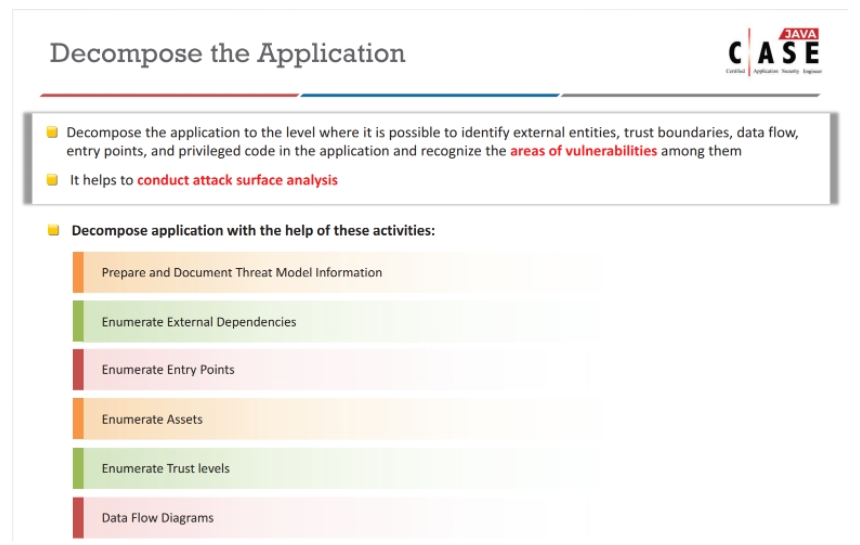 Decompose the Application
JAVA
CASE
Certified Application Security Engineer
Decompose the application to the level where it is possible to identify external entities, trust boundaries, data flow,
entry points, and privileged code in the application and recognize the areas of vulnerabilities among them
It helps to conduct attack surface analysis
Decompose application with the help of these activities:
Prepare and Document Threat Model Information
Enumerate External Dependencies
Enumerate Entry Points
Enumerate Assets
Enumerate Trust levels
Data Flow Diagrams